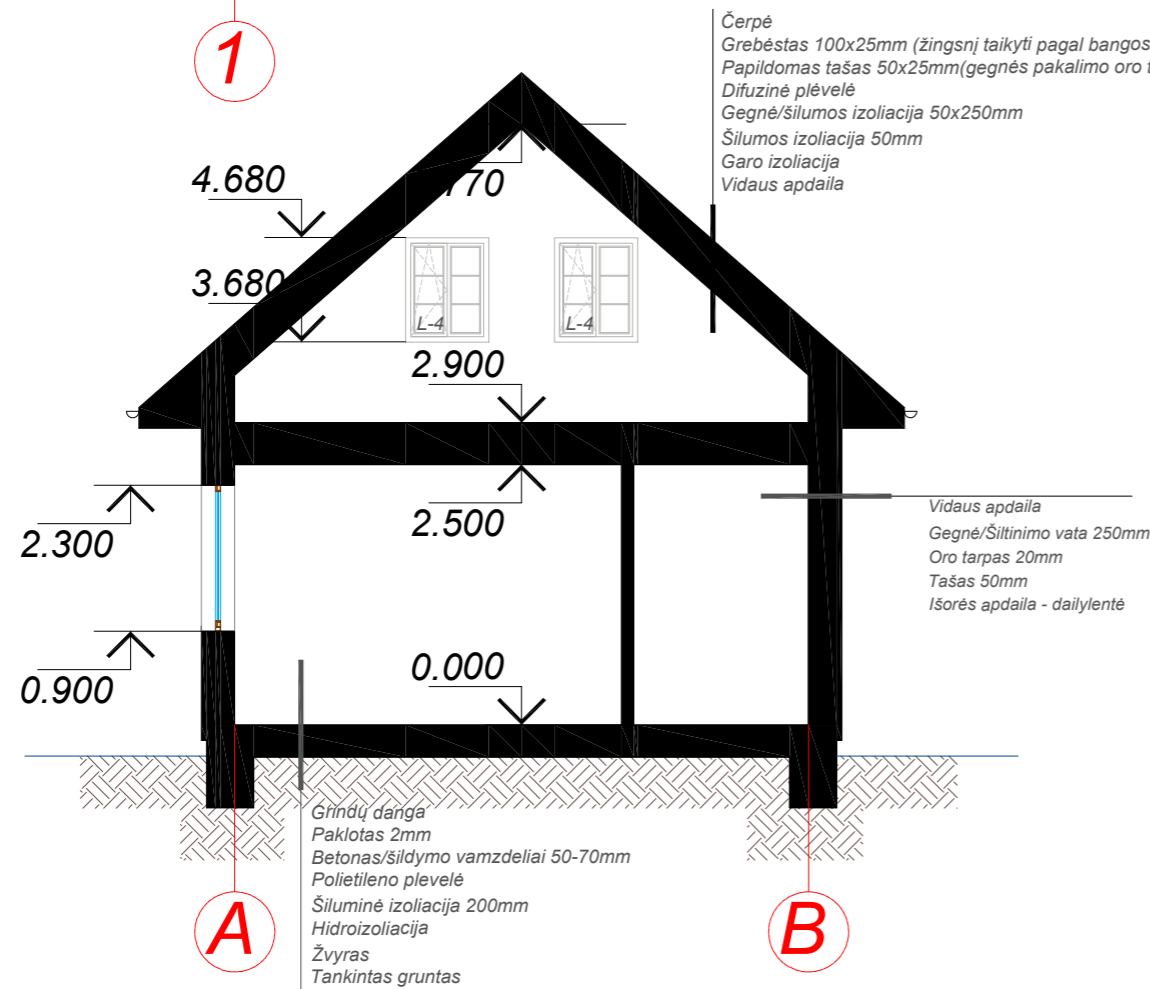 1
Čerpė
Grebėstas 100x25mm (žingsnį taikyti pagal bangos
Papildomas tašas 50x25mm(gegnės pakalimo oro
Difuzinė plėvelė
Gegnė/šilumos izoliacija 50x250mm
Šilumos izoliacija 50mm
Garo izoliacija
Vidaus apdaila
4.680
770
3.680
L-4
L-4
2.900
2.500
2.300
Vidaus apdaila
Gegnė/Šiltinimo vata 250mm
Oro tarpas 20mm
Tašas 50mm
Išorės apdaila - dailylentė
0.900
0.000
Grindų danga
Paklotas 2mm
Betonas/šildymo vamzdeliai 50-70mm
Polietileno plevelė
Šiluminė izoliacija 200mm
Hidroizoliacija
Žvyras
Tankintas gruntas
A
B